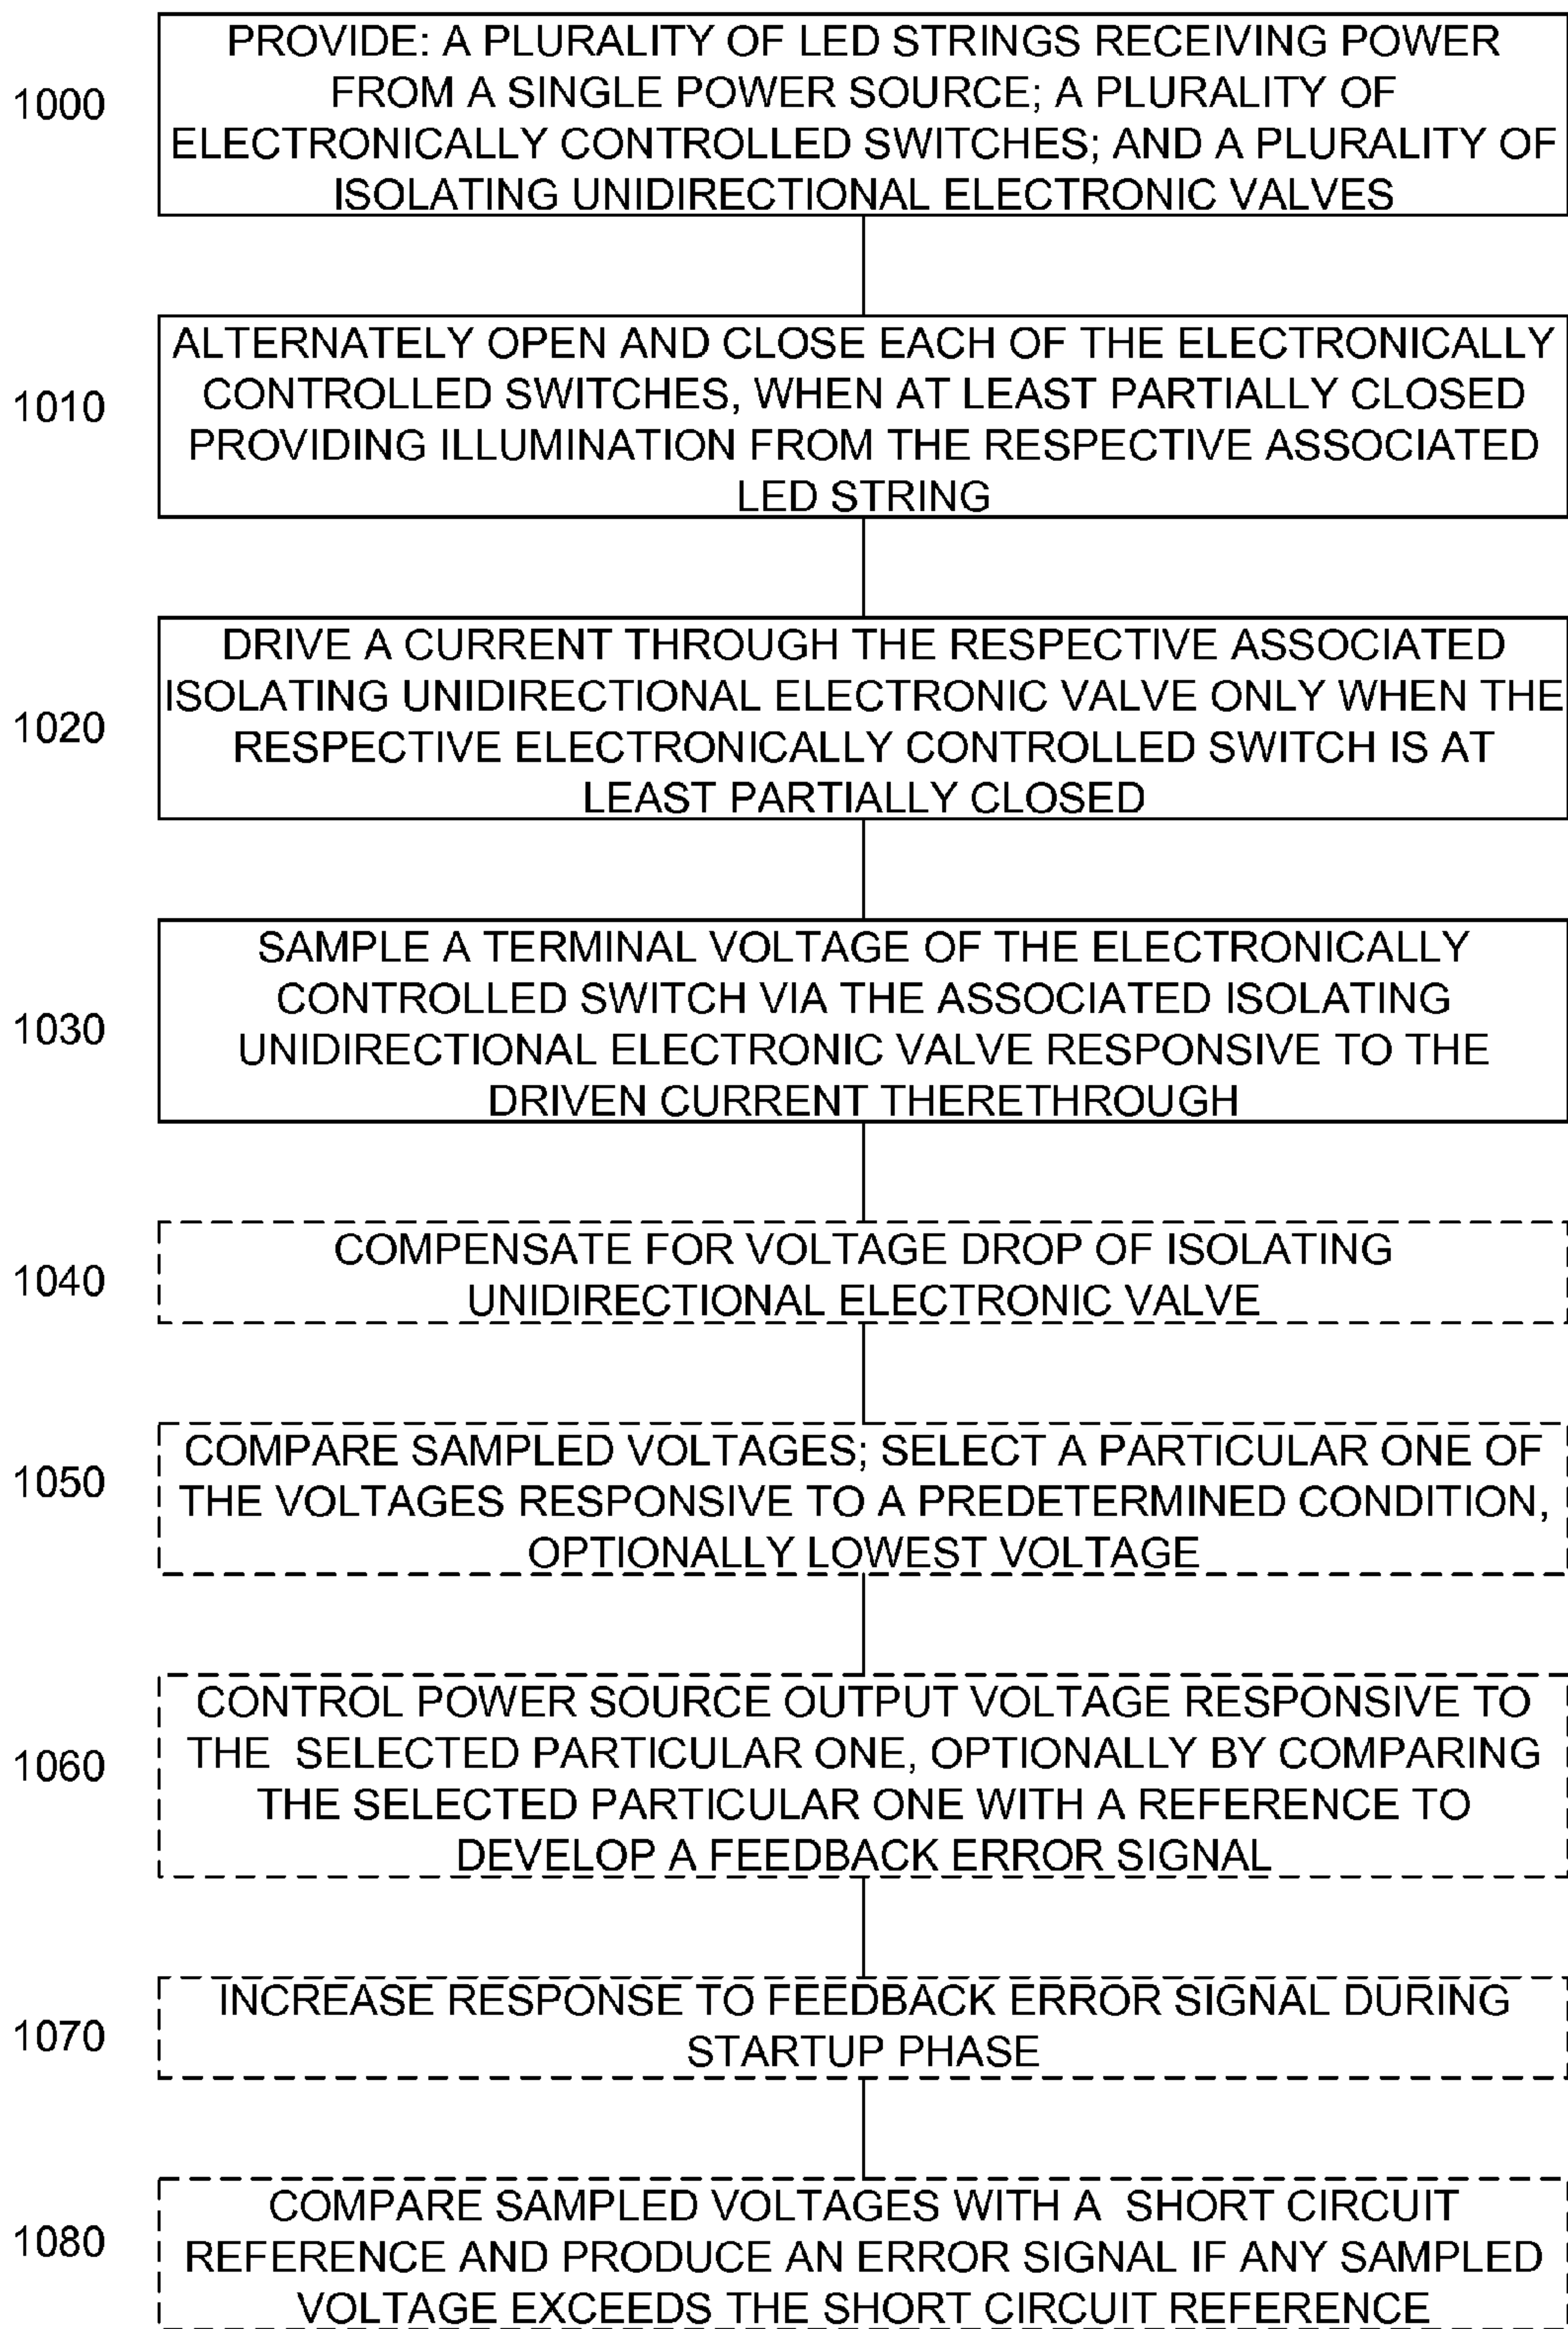 PROVIDE: A PLURALITY OF LED STRINGS RECEIVING POWER
FROM A SINGLE POWER SOURCE; A PLURALITY OF
1000
ELECTRONICALLY CONTROLLED SWITCHES; AND A PLURALITY OF
ISOLATING UNIDIRECTIONAL ELECTRONIC VALVES
ALTERNATELY OPEN AND CLOSE EACH OF THE ELECTRONICALLY
CONTROLLED SWITCHES, WHEN AT LEAST PARTIALLY CLOSED
1010
PROVIDING ILLUMINATION FROM THE RESPECTIVE ASSOCIATED
LED STRING
DRIVE A CURRENT THROUGH THE RESPECTIVE ASSOCIATED
ISOLATING UNIDIRECTIONAL ELECTRONIC VALVE ONLY WHEN THE
1020
RESPECTIVE ELECTRONICALLY CONTROLLED SWITCH IS AT
LEAST PARTIALLY CLOSED
SAMPLE A TERMINAL VOLTAGE OF THE ELECTRONICALLY
CONTROLLED SWITCH VIA THE ASSOCIATED ISOLATING
1030
UNIDIRECTIONAL ELECTRONIC VALVE RESPONSIVE TO THE
DRIVEN CURRENT THERETHROUGH
1040
COMPENSATE FOR VOLTAGE DROP OF ISOLATING
UNIDIRECTIONAL ELECTRONIC VALVE
1050
COMPARE SAMPLED VOLTAGES; SELECT A PARTICULAR ONE OF
THE VOLTAGES RESPONSIVE TO A PREDETERMINED CONDITION,
OPTIONALLY LOWEST VOLTAGE
CONTROL POWER SOURCE OUTPUT VOLTAGE RESPONSIVE TO
THE SELECTED PARTICULAR ONE, OPTIONALLY BY COMPARING
1060
THE SELECTED PARTICULAR ONE WITH A REFERENCE TO
DEVELOP A FEEDBACK ERROR SIGNAL
1070
INCREASE RESPONSE TO FEEDBACK ERROR SIGNAL DURING
STARTUP PHASE
1080
COMPARE SAMPLED VOLTAGES WITH A SHORT CIRCUIT
REFERENCE AND PRODUCE AN ERROR SIGNAL IF ANY SAMPLED
VOLTAGE EXCEEDS THE SHORT CIRCUIT REFERENCE